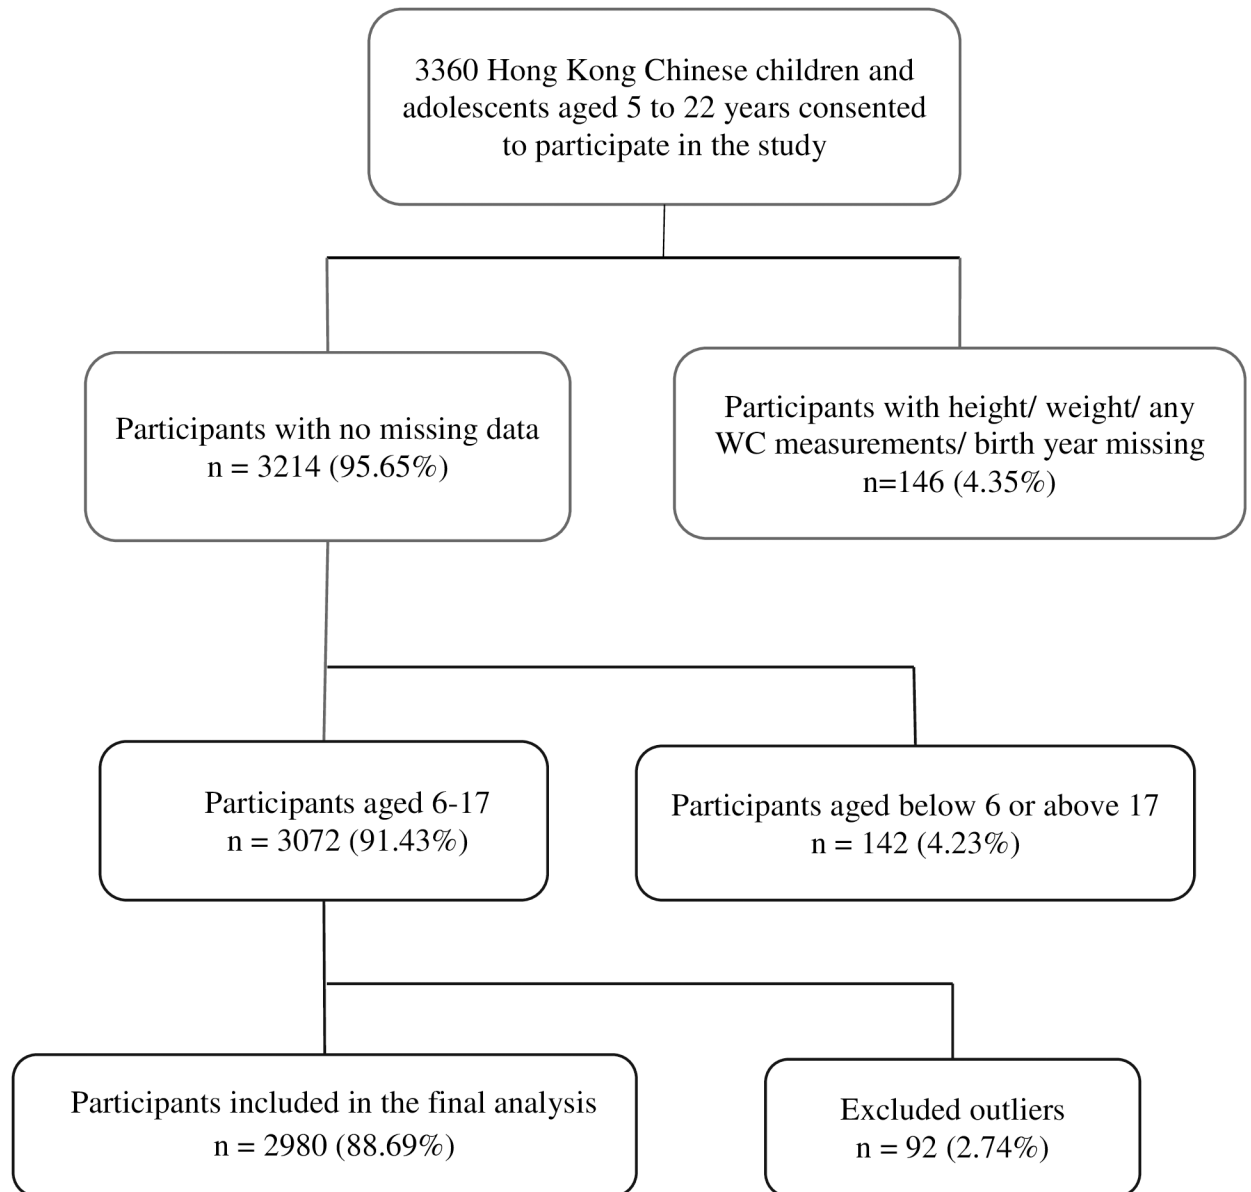 3360 Hong Kong Chinese children and
adolescents aged 5 to 22 years consented
to participate in the study
Participants with no missing data
n = 3214 (95.65%)
Participants with height/ weight/ any
WC measurements/ birth year missing
n=146 (4.35%)
Participants aged 6-17
n = 3072 (91.43%)
Participants aged below 6 or above 17
n = 142 (4.23%)
Participants included in the final analysis
n = 2980 (88.69%)
Excluded outliers
n = 92 (2.74%)